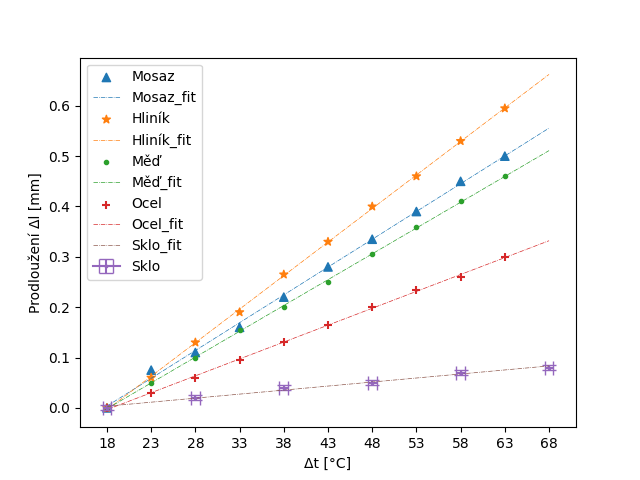 Mosaz
Mosaz_fit
Hliník
Hliník_fit
Měď
Měď_fit
Ocel
Ocel_fit
Sklo_fit
Sklo
Prodloužení Δl [mm]
0.6
0.5
0.4
0.3
0.2
0.1
0.0
18 23 28 33 38 43 48 53 58 63 68
Δt [°C]